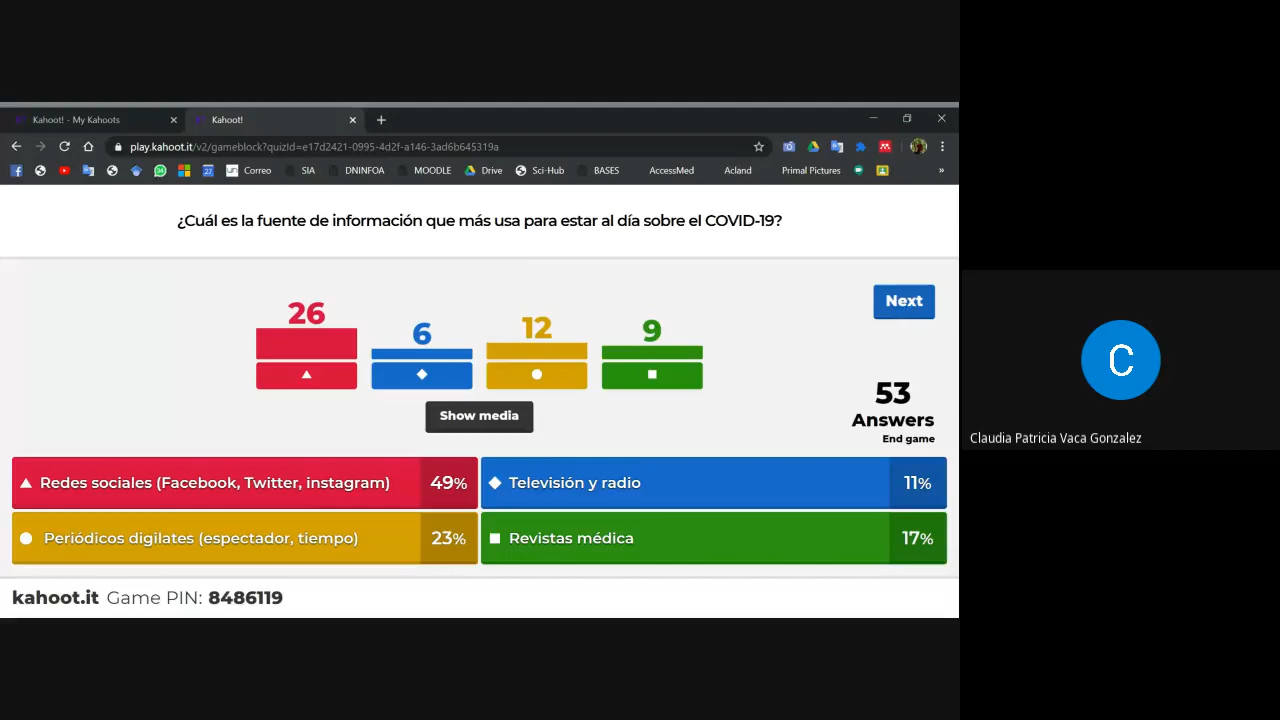 Kahoot! - My Kahoots
Kahoot!
play.kahoot.it/v2/gameblock?quizId=e17d2421-0995-4d2f-a146-3ad6b645319a
Correo SIA DNINFOA MOODLE Drive Sci-Hub BASES AccessMed Acland Primal Pictures »
¿Cuál es la fuente de información que más usa para estar al día sobre el COVID-19?
Next
26 6 12 9
53
Answers
End game
Show media
Redes sociales (Facebook, Twitter, instagram) 49%
Televisión y radio 11%
Periódicos digilates (espectador, tiempo) 23%
Revistas médica 17%
kahoot.it Game PIN: 8486119
C
Claudia Patricia Vaca Gonzalez